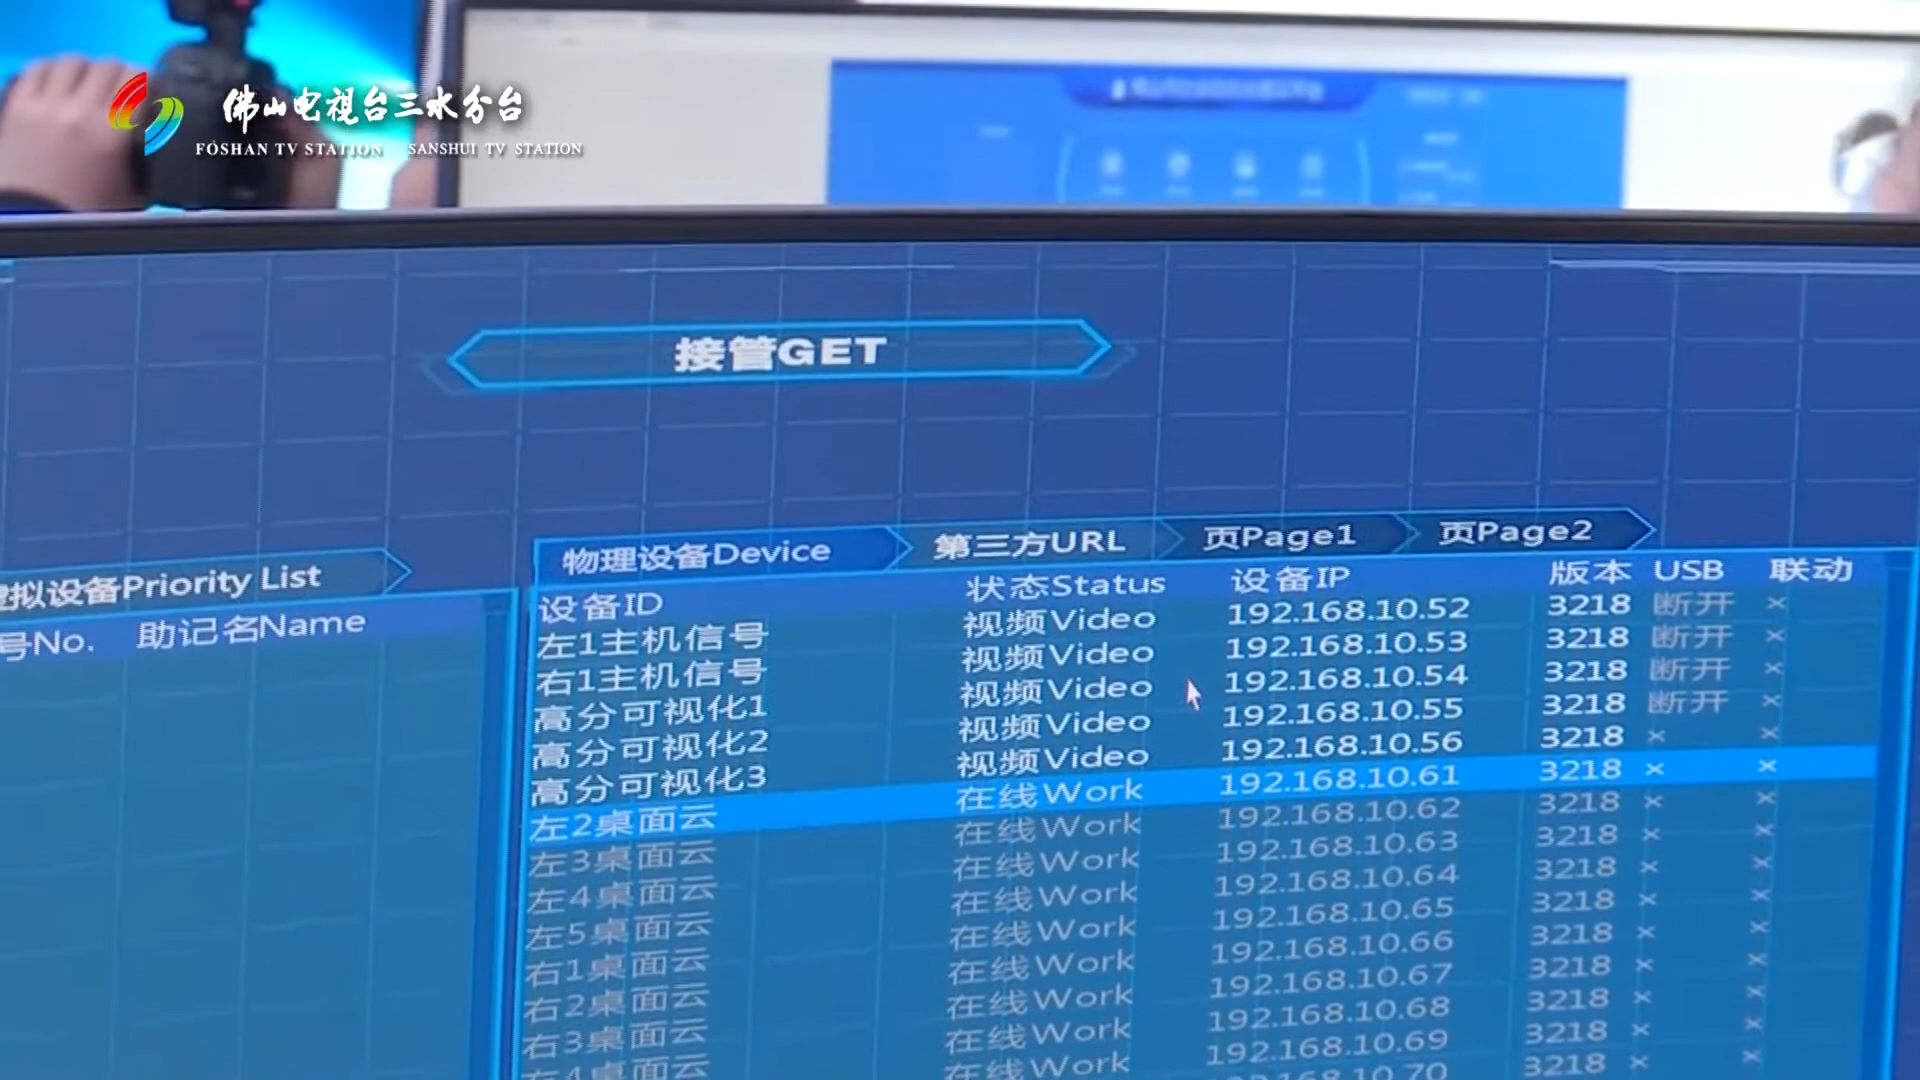 佛山电视台三水分台
FOSHAN TV STATION SANSHUI TV STATION
接管GET
拟设备Priority List
号No. 助记名Name
物理设备Device 第三方URL 页Page1 页Page2
设备ID 状态Status 设备IP 版本 USB 联动
左1主机信号 视频Video 192.168.10.52 3218 断开 ×
右1主机信号 视频Video 192.168.10.53 3218 断开 ×
高分可视化1 视频Video 192.168.10.54 3218 断开 ×
高分可视化2 视频Video 192.168.10.55 3218 断开 ×
高分可视化3 视频Video 192.168.10.56 3218 × ×
左2桌面云 在线Work 192.168.10.61 3218 × ×
左3桌面云 在线Work 192.168.10.62 3218 × ×
左4桌面云 在线Work 192.168.10.63 3218 × ×
左5桌面云 在线Work 192.168.10.64 3218 × ×
右1桌面云 在线Work 192.168.10.65 3218 × ×
右2桌面云 在线Work 192.168.10.66 3218 × ×
右3桌面云 在线Work 192.168.10.67 3218 × ×
右4桌面云 在线Work 192.168.10.68 3218 × ×
192.168.10.69 3218 ×
192.168.10.70